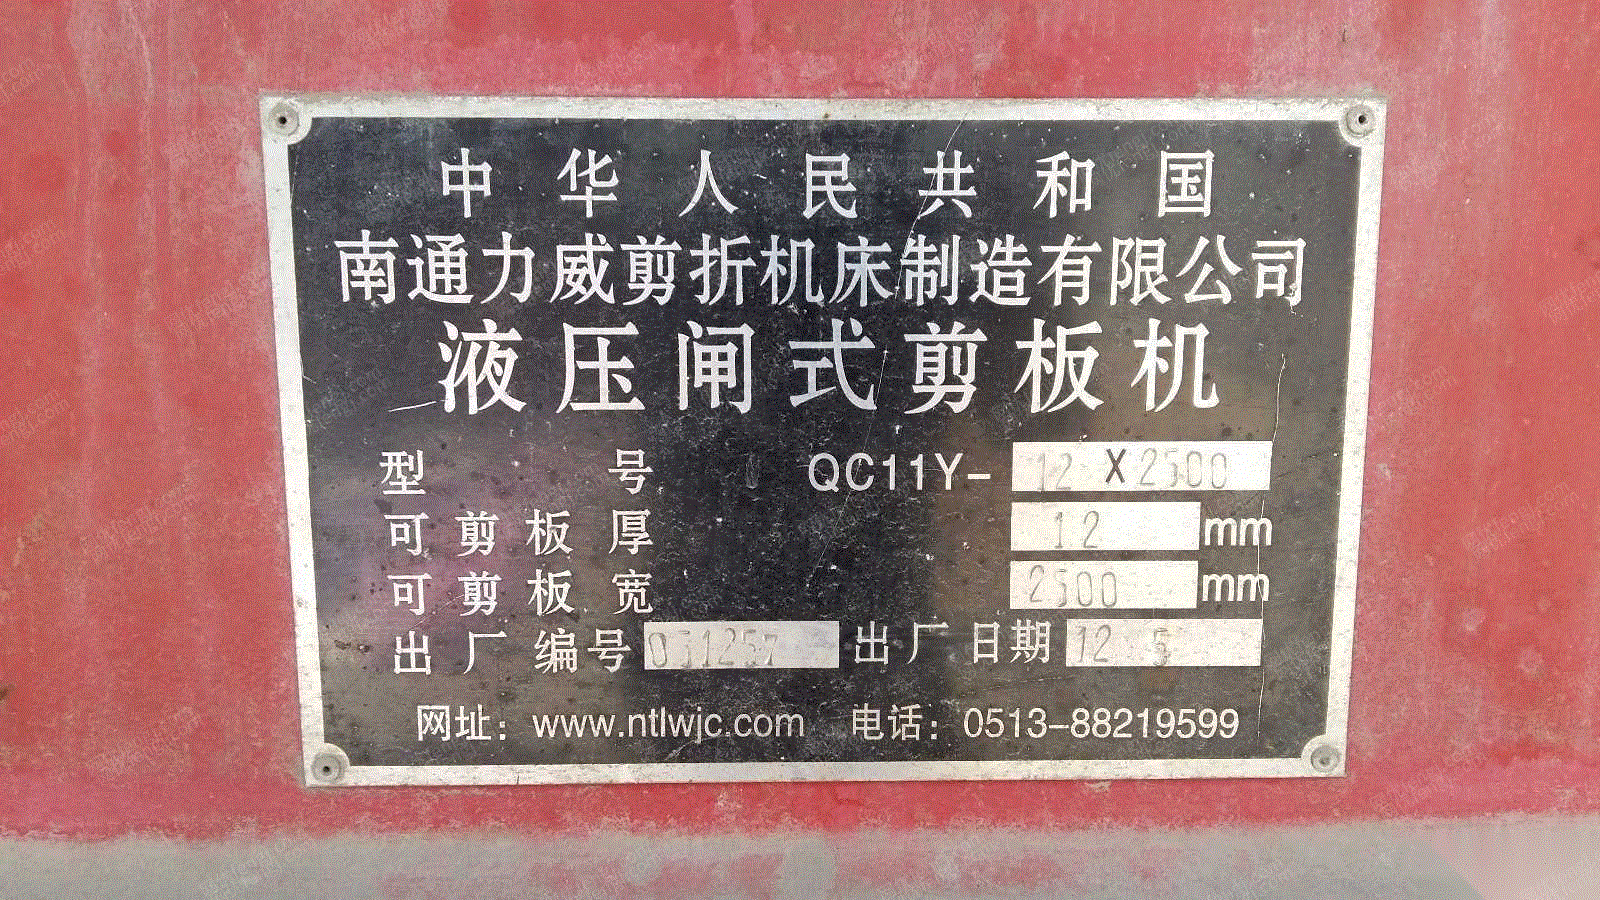 中华人民共和国
南通力威剪折机床制造有限公司
液压闸式剪板机
型号 QC11Y-12X2500
可剪板厚 12 mm
可剪板宽 2500 mm
出厂编号 051257 出厂日期 12 5
网址：www.ntlwjc.com 电话：0513-88219599